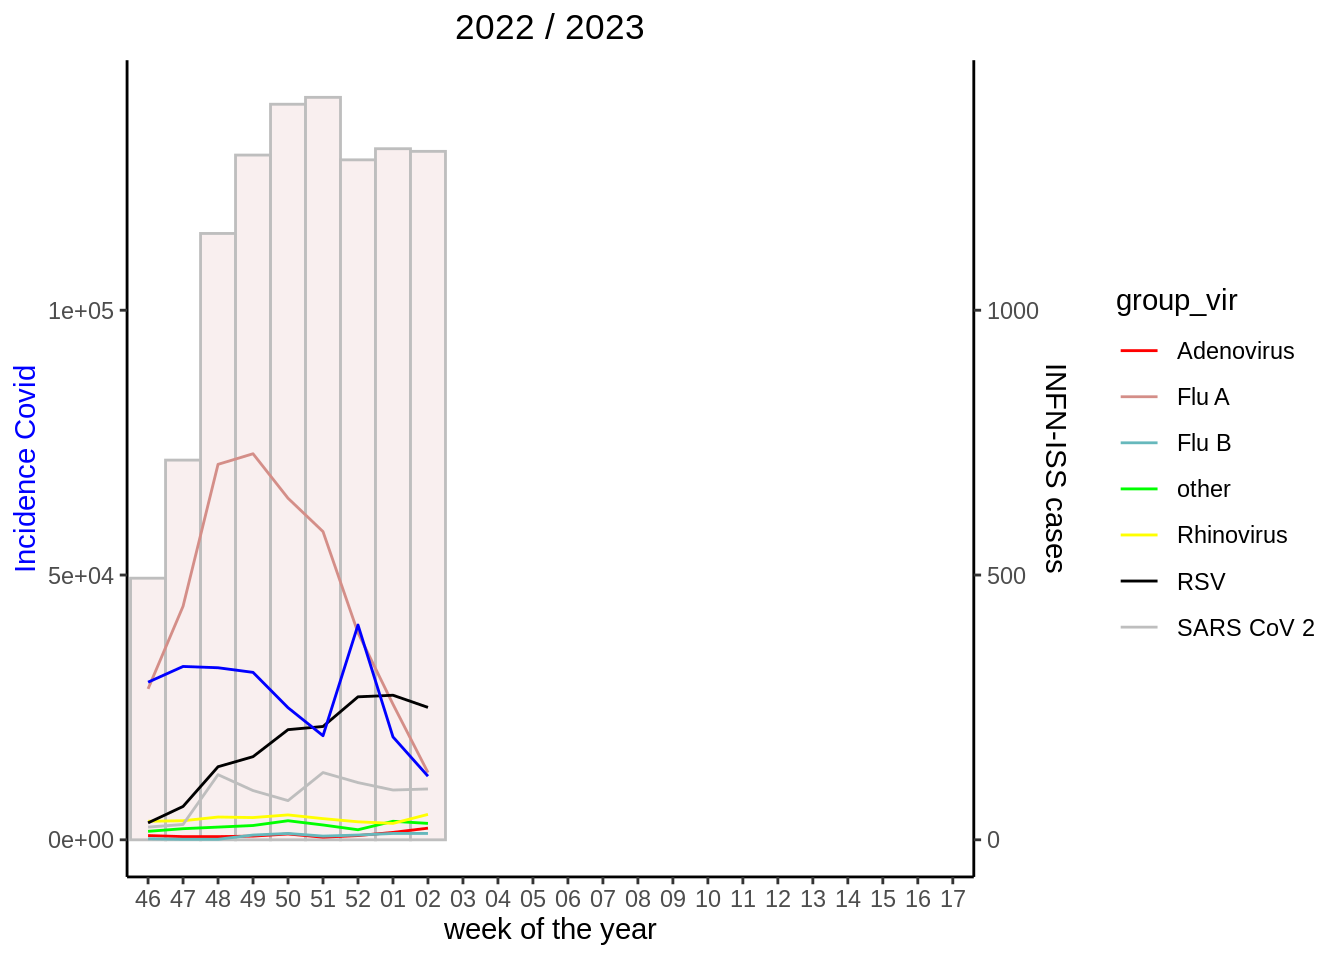 2022 / 2023
1e+05
5e+04
0e+00
Incidence Covid
1000
500
0
INFN-ISS cases
46 47 48 49 50 51 52 01 02 03 04 05 06 07 08 09 10 11 12 13 14 15 16 17
week of the year
group_vir
Adenovirus
Flu A
Flu B
other
Rhinovirus
RSV
SARS CoV 2